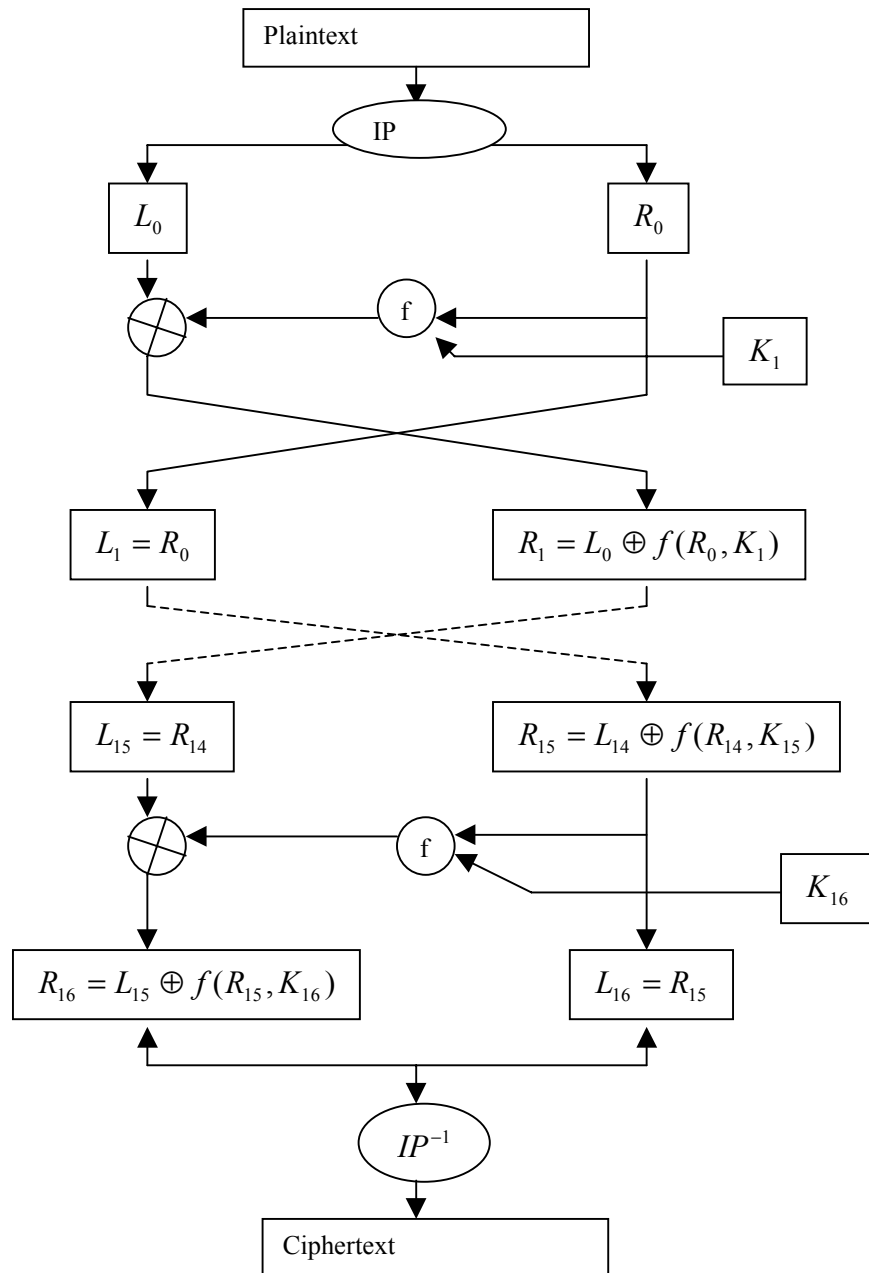 Plaintext
IP
L₀
R₀
f
K₁
L₁ = R₀
R₁ = L₀ ⊕ f(R₀, K₁)
L₁₅ = R₁₄
R₁₅ = L₁₄ ⊕ f(R₁₄, K₁₅)
f
K₁₆
R₁₆ = L₁₅ ⊕ f(R₁₅, K₁₆)
L₁₆ = R₁₅
IP⁻¹
Ciphertext